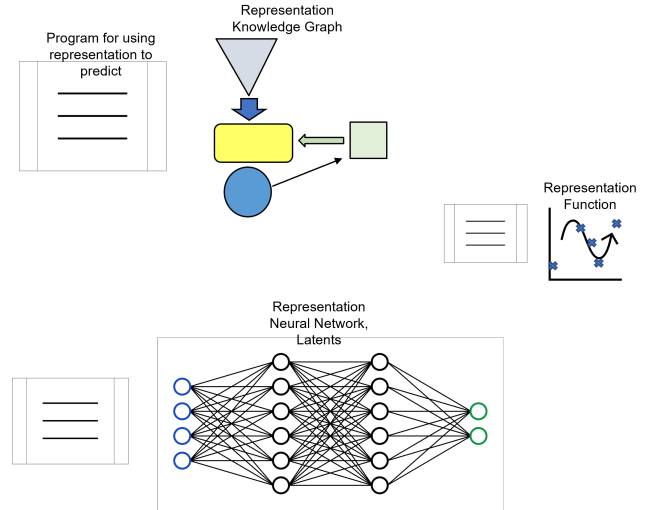 Representation
Knowledge Graph
Program for using
representation to
predict
Representation
Function
Representation
Neural Network,
Latents